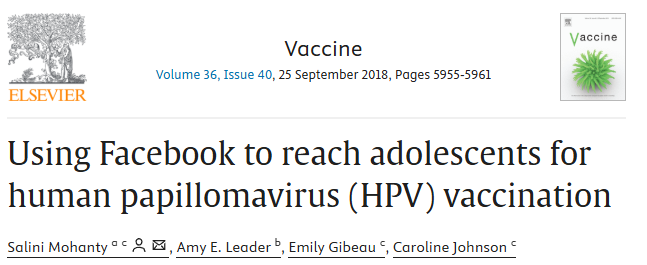 Vaccine
Volume 36, Issue 40, 25 September 2018, Pages 5955-5961
ELSEVIER
Vaccine
Using Facebook to reach adolescents for
human papillomavirus (HPV) vaccination
Salini Mohanty a c, Amy E. Leader b, Emily Gibeau c, Caroline Johnson c